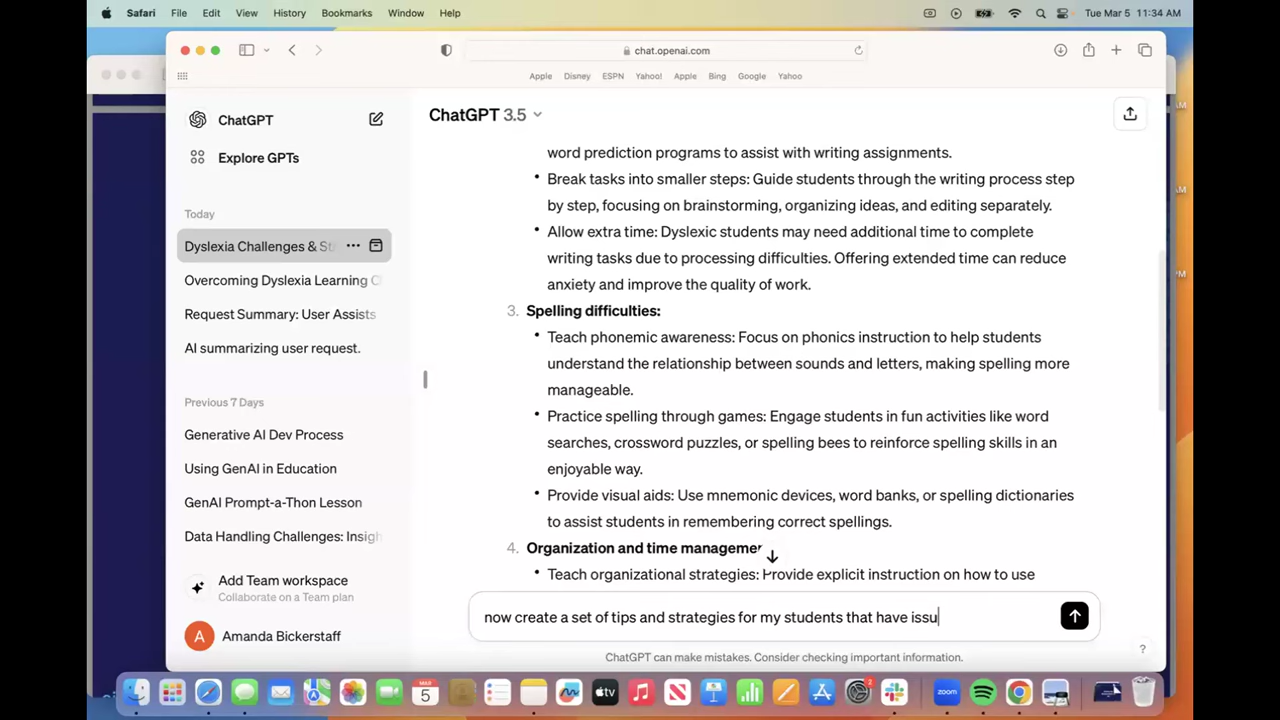 Safari File Edit View History Bookmarks Window Help Tue Mar 5 11:34 AM
chat.openai.com
Apple Disney ESPN Yahoo! Apple Bing Google Yahoo
ChatGPT
Explore GPTs
Today
Dyslexia Challenges & St
Overcoming Dyslexia Learning C
Request Summary: User Assists
AI summarizing user request.
Previous 7 Days
Generative AI Dev Process
Using GenAI in Education
GenAI Prompt-a-Thon Lesson
Data Handling Challenges: Insigh
Add Team workspace
Collaborate on a Team plan
A Amanda Bickerstaff
ChatGPT 3.5
word prediction programs to assist with writing assignments.
• Break tasks into smaller steps: Guide students through the writing process step
by step, focusing on brainstorming, organizing ideas, and editing separately.
• Allow extra time: Dyslexic students may need additional time to complete
writing tasks due to processing difficulties. Offering extended time can reduce
anxiety and improve the quality of work.
3. Spelling difficulties:
• Teach phonemic awareness: Focus on phonics instruction to help students
understand the relationship between sounds and letters, making spelling more
manageable.
• Practice spelling through games: Engage students in fun activities like word
searches, crossword puzzles, or spelling bees to reinforce spelling skills in an
enjoyable way.
• Provide visual aids: Use mnemonic devices, word banks, or spelling dictionaries
to assist students in remembering correct spellings.
4. Organization and time managemen
• Teach organizational strategies: Provide explicit instruction on how to use
now create a set of tips and strategies for my students that have issu
ChatGPT can make mistakes. Consider checking important information.
?
AM
AM
PM
MAR
5
2
tv
zoom